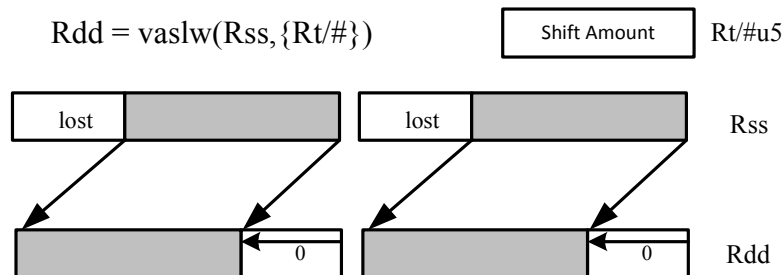 Rdd = vaslw(Rss,{Rt/#})
Shift Amount
Rt/#u5
lost
lost
Rss
0
0
Rdd